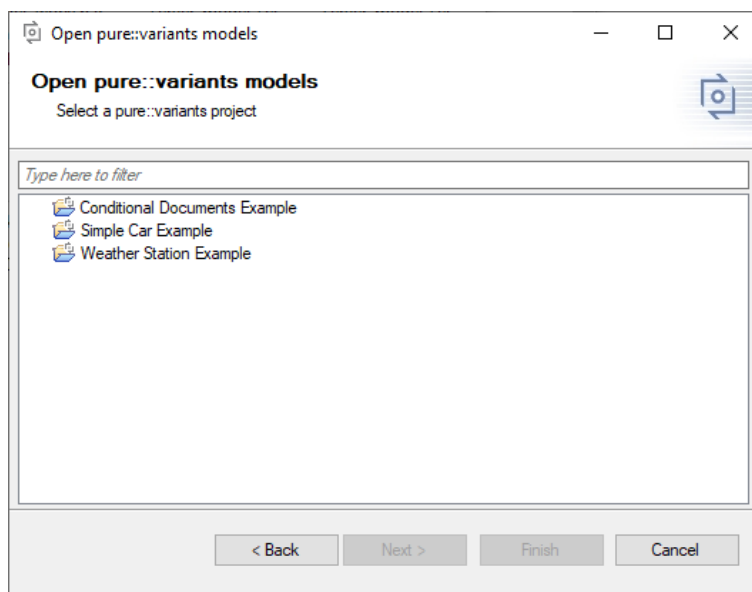 Open pure::variants models
Open pure::variants models
Select a pure::variants project
Type here to filter
Conditional Documents Example
Simple Car Example
Weather Station Example
< Back Next > Finish Cancel